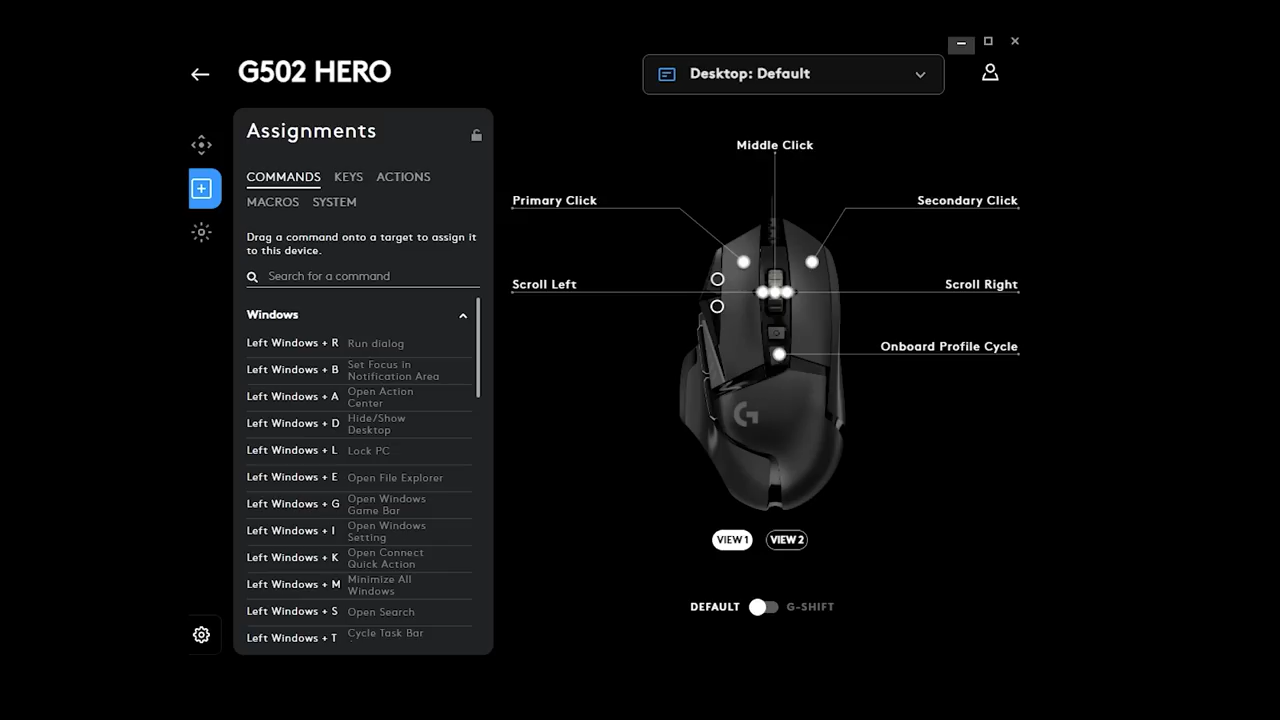 G502 HERO
Desktop: Default
Assignments
COMMANDS KEYS ACTIONS
MACROS SYSTEM
Drag a command onto a target to assign it
to this device.
Search for a command
Windows
Left Windows + R Run dialog
Left Windows + B Set Focus in
Notification Area
Left Windows + A Open Action
Center
Left Windows + D Hide/Show
Desktop
Left Windows + L Lock PC
Left Windows + E Open File Explorer
Left Windows + G Open Windows
Game Bar
Left Windows + I Open Windows
Setting
Left Windows + K Open Connect
Quick Action
Left Windows + M Minimize All
Windows
Left Windows + S Open Search
Left Windows + T Cycle Task Bar
Middle Click
Primary Click
Secondary Click
Scroll Left
Scroll Right
Onboard Profile Cycle
VIEW 1 VIEW 2
DEFAULT G-SHIFT